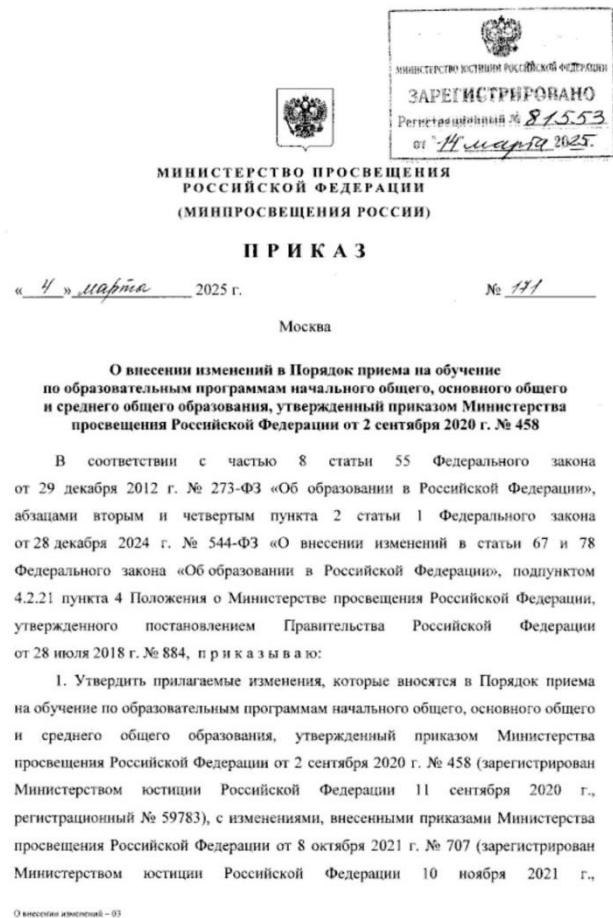 МИНИСТЕРСТВО ЮСТИЦИИ РОССИЙСКОЙ ФЕДЕРАЦИИ
ЗАРЕГИСТРИРОВАНО
Регистрационный № 81553
от "14 марта 2025.
МИНИСТЕРСТВО ПРОСВЕЩЕНИЯ
РОССИЙСКОЙ ФЕДЕРАЦИИ
(МИНПРОСВЕЩЕНИЯ РОССИИ)
ПРИКАЗ
« 4 » марта 2025 г.
№ 171
Москва
О внесении изменений в Порядок приема на обучение
по образовательным программам начального общего, основного общего
и среднего общего образования, утвержденный приказом Министерства
просвещения Российской Федерации от 2 сентября 2020 г. № 458
В соответствии с частью 8 статьи 55 Федерального закона
от 29 декабря 2012 г. № 273-ФЗ «Об образовании в Российской Федерации»,
абзацами вторым и четвертым пункта 2 статьи 1 Федерального закона
от 28 декабря 2024 г. № 544-ФЗ «О внесении изменений в статьи 67 и 78
Федерального закона «Об образовании в Российской Федерации», подпунктом
4.2.21 пункта 4 Положения о Министерстве просвещения Российской Федерации,
утвержденного постановлением Правительства Российской Федерации
от 28 июля 2018 г. № 884, п р и к а з ы в а ю:
1. Утвердить прилагаемые изменения, которые вносятся в Порядок приема
на обучение по образовательным программам начального общего, основного общего
и среднего общего образования, утвержденный приказом Министерства
просвещения Российской Федерации от 2 сентября 2020 г. № 458 (зарегистрирован
Министерством юстиции Российской Федерации 11 сентября 2020 г.,
регистрационный № 59783), с изменениями, внесенными приказами Министерства
просвещения Российской Федерации от 8 октября 2021 г. № 707 (зарегистрирован
Министерством юстиции Российской Федерации 10 ноября 2021 г.,
О внесении изменений – 03